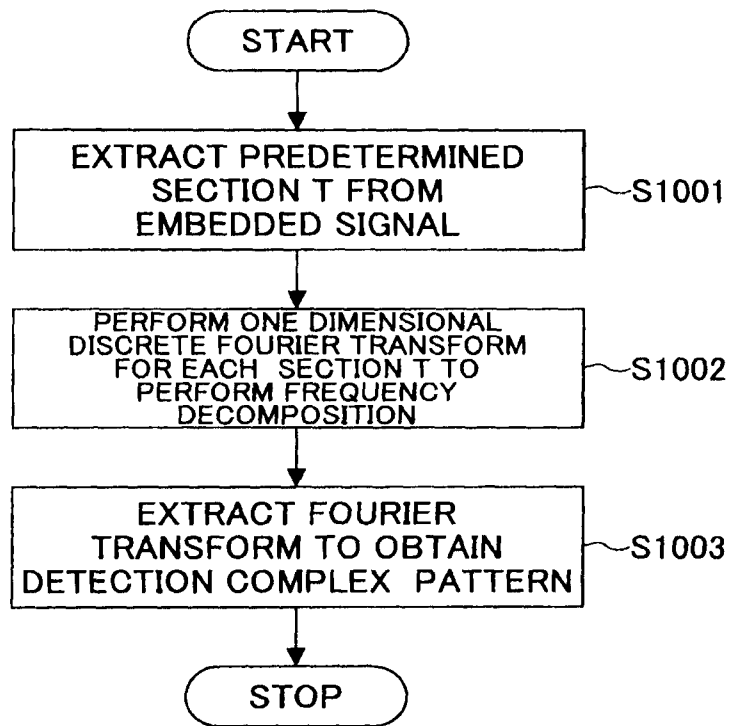 START
EXTRACT PREDETERMINED
SECTION T FROM
EMBEDDED SIGNAL
S1001
PERFORM ONE DIMENSIONAL
DISCRETE FOURIER TRANSFORM
FOR EACH SECTION T TO
PERFORM FREQUENCY
DECOMPOSITION
S1002
EXTRACT FOURIER
TRANSFORM TO OBTAIN
DETECTION COMPLEX PATTERN
S1003
STOP